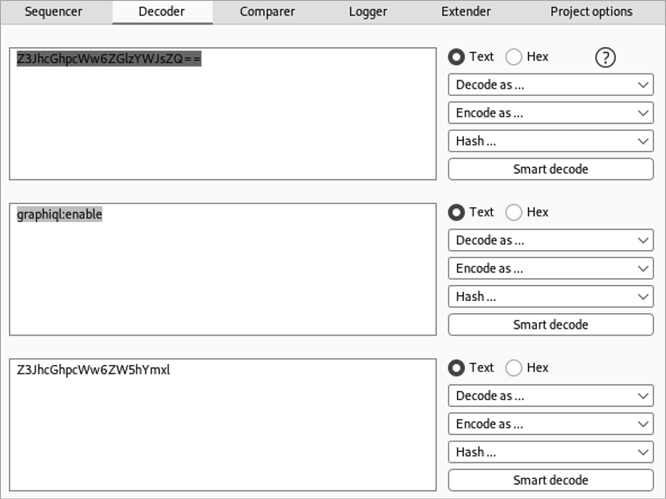 Sequencer Decoder Comparer Logger Extender Project options
Z3JhcGhpcWw6ZGlzYWJsZQ==
Text Hex ?
Decode as ...
Encode as ...
Hash ...
Smart decode
graphiql:enable
Text Hex
Decode as ...
Encode as ...
Hash ...
Smart decode
Z3JhcGhpcWw6ZW5hYmxl
Text Hex
Decode as ...
Encode as ...
Hash ...
Smart decode